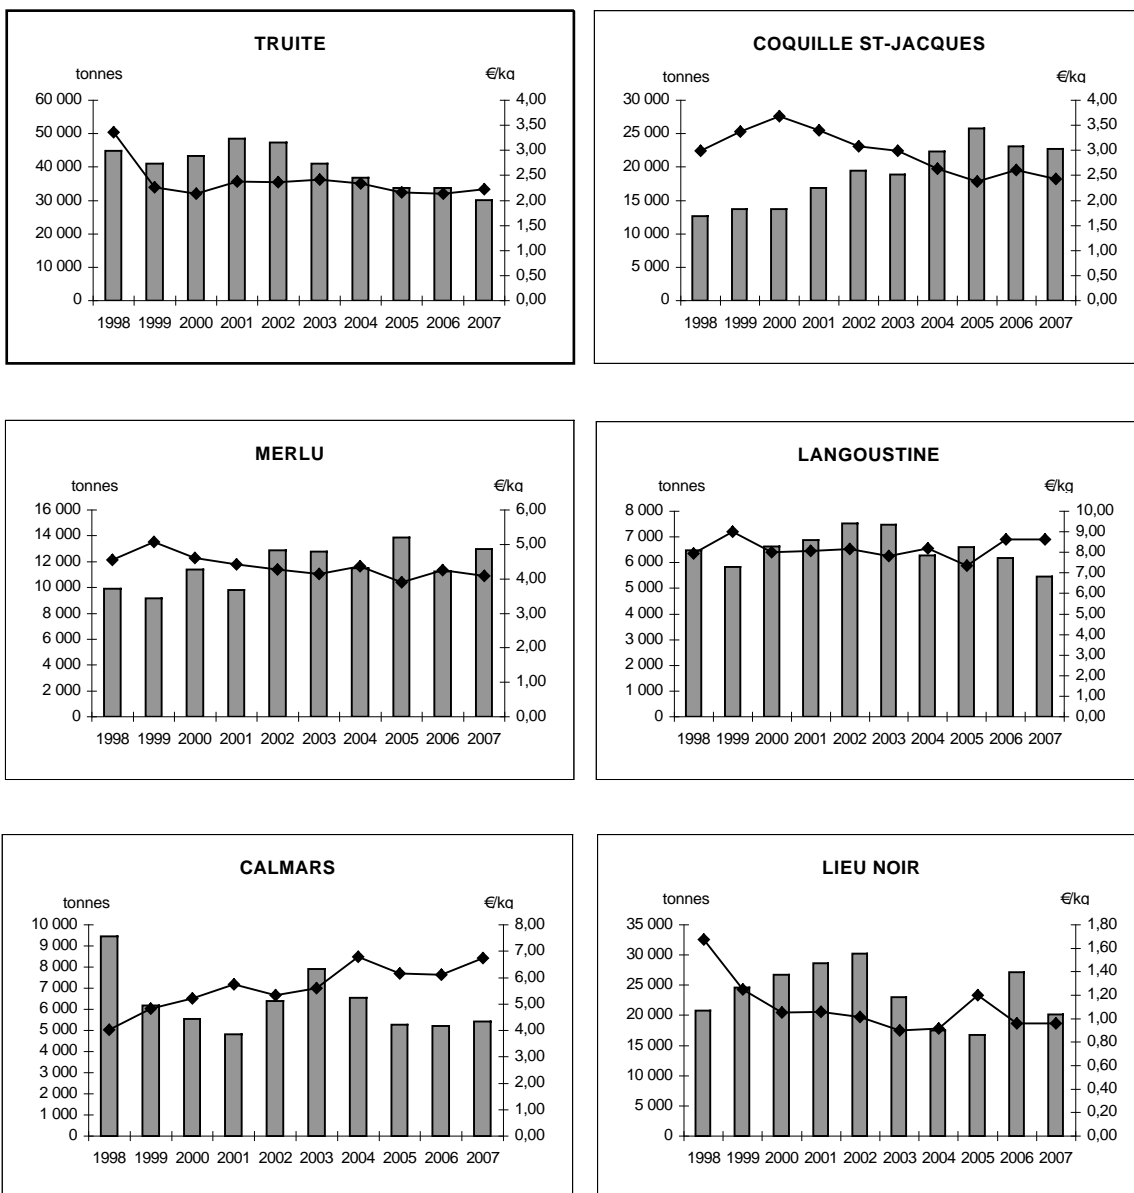 TRUITE
tonnes €/kg
60 000 4,00
50 000 3,50
40 000 3,00
30 000 2,50
20 000 2,00
10 000 1,50
0 1,00
0,50
0,00
1998 1999 2000 2001 2002 2003 2004 2005 2006 2007
COQUILLE ST-JACQUES
tonnes €/kg
30 000 4,00
25 000 3,50
20 000 3,00
15 000 2,50
10 000 2,00
5 000 1,50
0 1,00
0,50
0,00
1998 1999 2000 2001 2002 2003 2004 2005 2006 2007
MERLU
tonnes €/kg
16 000 6,00
14 000 5,00
12 000 4,00
10 000 3,00
8 000 2,00
6 000 1,00
4 000 0,00
2 000
0
1998 1999 2000 2001 2002 2003 2004 2005 2006 2007
LANGOUSTINE
tonnes €/kg
8 000 10,00
7 000 9,00
6 000 8,00
5 000 7,00
4 000 6,00
3 000 5,00
2 000 4,00
1 000 3,00
0 2,00
1,00
0,00
1998 1999 2000 2001 2002 2003 2004 2005 2006 2007
CALMARS
tonnes €/kg
10 000 8,00
9 000 7,00
8 000 6,00
7 000 5,00
6 000 4,00
5 000 3,00
4 000 2,00
3 000 1,00
2 000 0,00
1 000
0
1998 1999 2000 2001 2002 2003 2004 2005 2006 2007
LIEU NOIR
tonnes €/kg
35 000 1,80
30 000 1,60
25 000 1,40
20 000 1,20
15 000 1,00
10 000 0,80
5 000 0,60
0 0,40
0,20
0,00
1998 1999 2000 2001 2002 2003 2004 2005 2006 2007